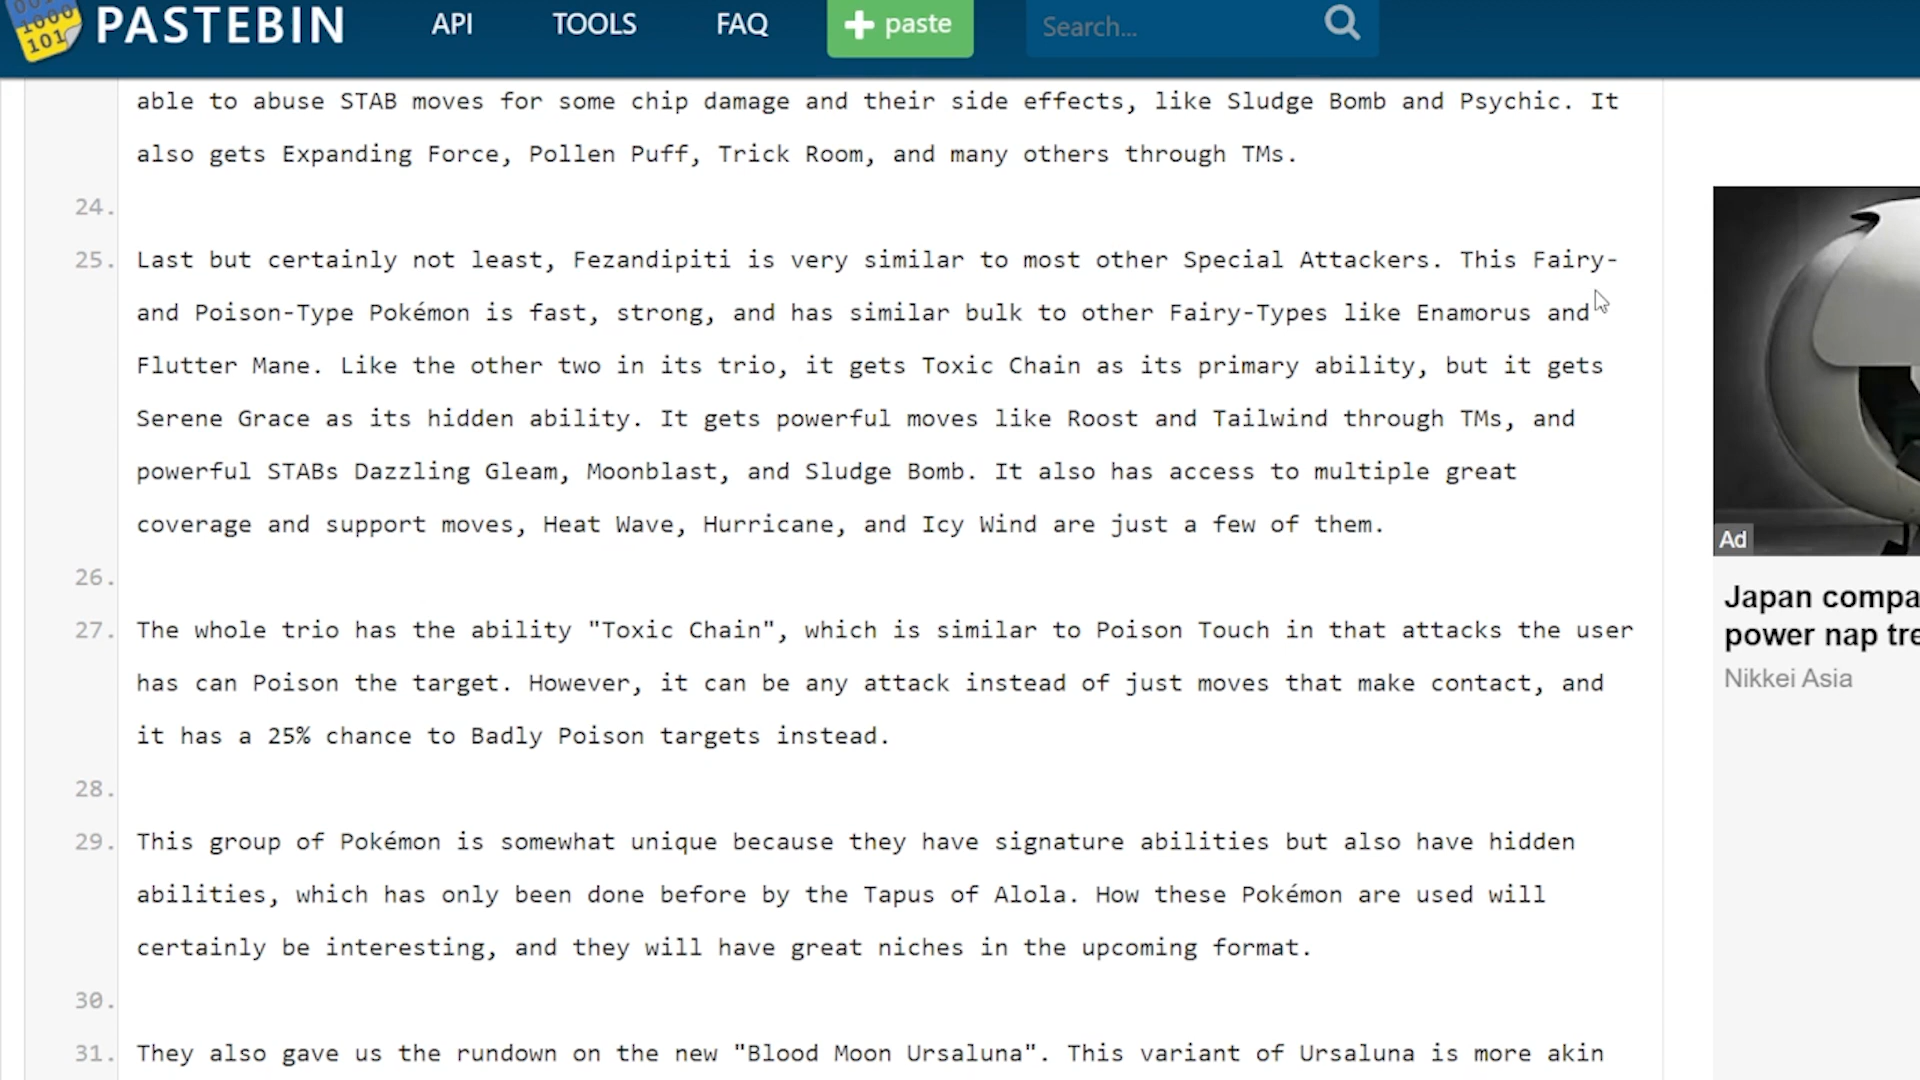 PASTEBIN API TOOLS FAQ + paste Search...
able to abuse STAB moves for some chip damage and their side effects, like Sludge Bomb and Psychic. It
also gets Expanding Force, Pollen Puff, Trick Room, and many others through TMs.
24.
25. Last but certainly not least, Fezandipiti is very similar to most other Special Attackers. This Fairy-
and Poison-Type Pokémon is fast, strong, and has similar bulk to other Fairy-Types like Enamorus and
Flutter Mane. Like the other two in its trio, it gets Toxic Chain as its primary ability, but it gets
Serene Grace as its hidden ability. It gets powerful moves like Roost and Tailwind through TMs, and
powerful STABs Dazzling Gleam, Moonblast, and Sludge Bomb. It also has access to multiple great
coverage and support moves, Heat Wave, Hurricane, and Icy Wind are just a few of them.
26.
27. The whole trio has the ability "Toxic Chain", which is similar to Poison Touch in that attacks the user
has can Poison the target. However, it can be any attack instead of just moves that make contact, and
it has a 25% chance to Badly Poison targets instead.
28.
29. This group of Pokémon is somewhat unique because they have signature abilities but also have hidden
abilities, which has only been done before by the Tapus of Alola. How these Pokémon are used will
certainly be interesting, and they will have great niches in the upcoming format.
30.
31. They also gave us the rundown on the new "Blood Moon Ursaluna". This variant of Ursaluna is more akin
Ad
Japan compa
power nap tre
Nikkei Asia